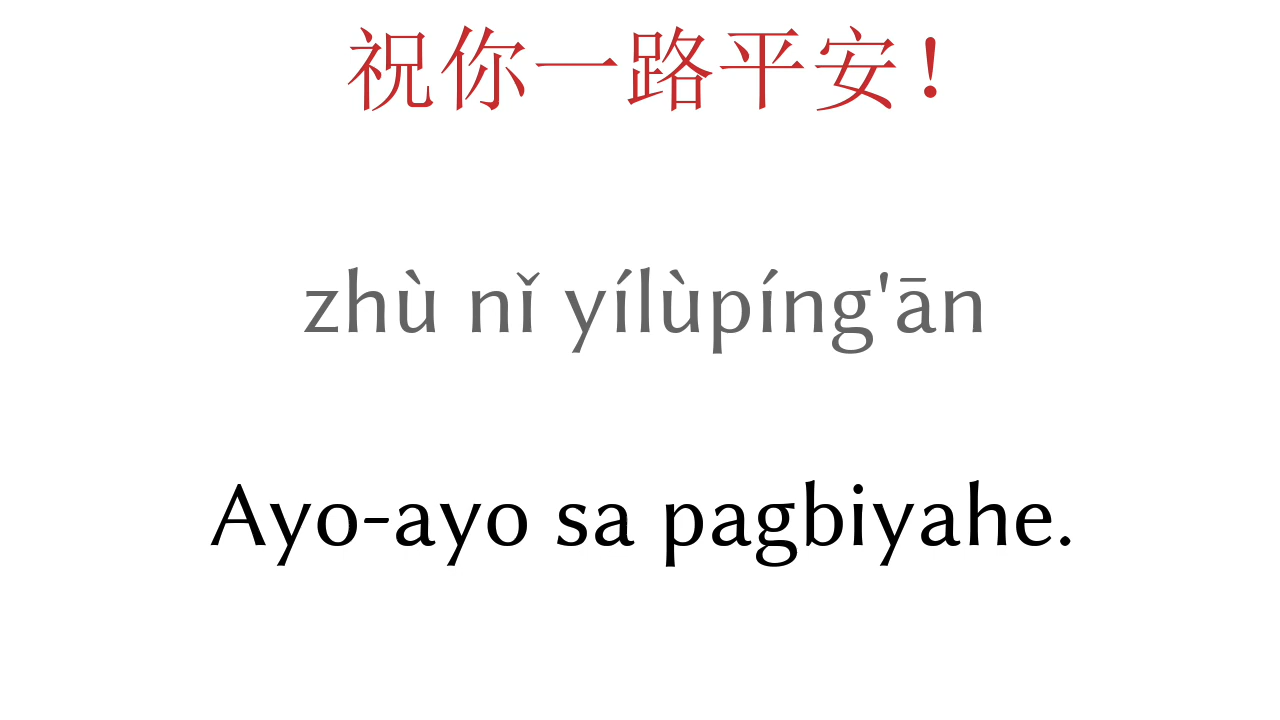 祝你一路平安！
zhù nǐ yílùpíng'ān
Ayo-ayo sa pagbiyahe.